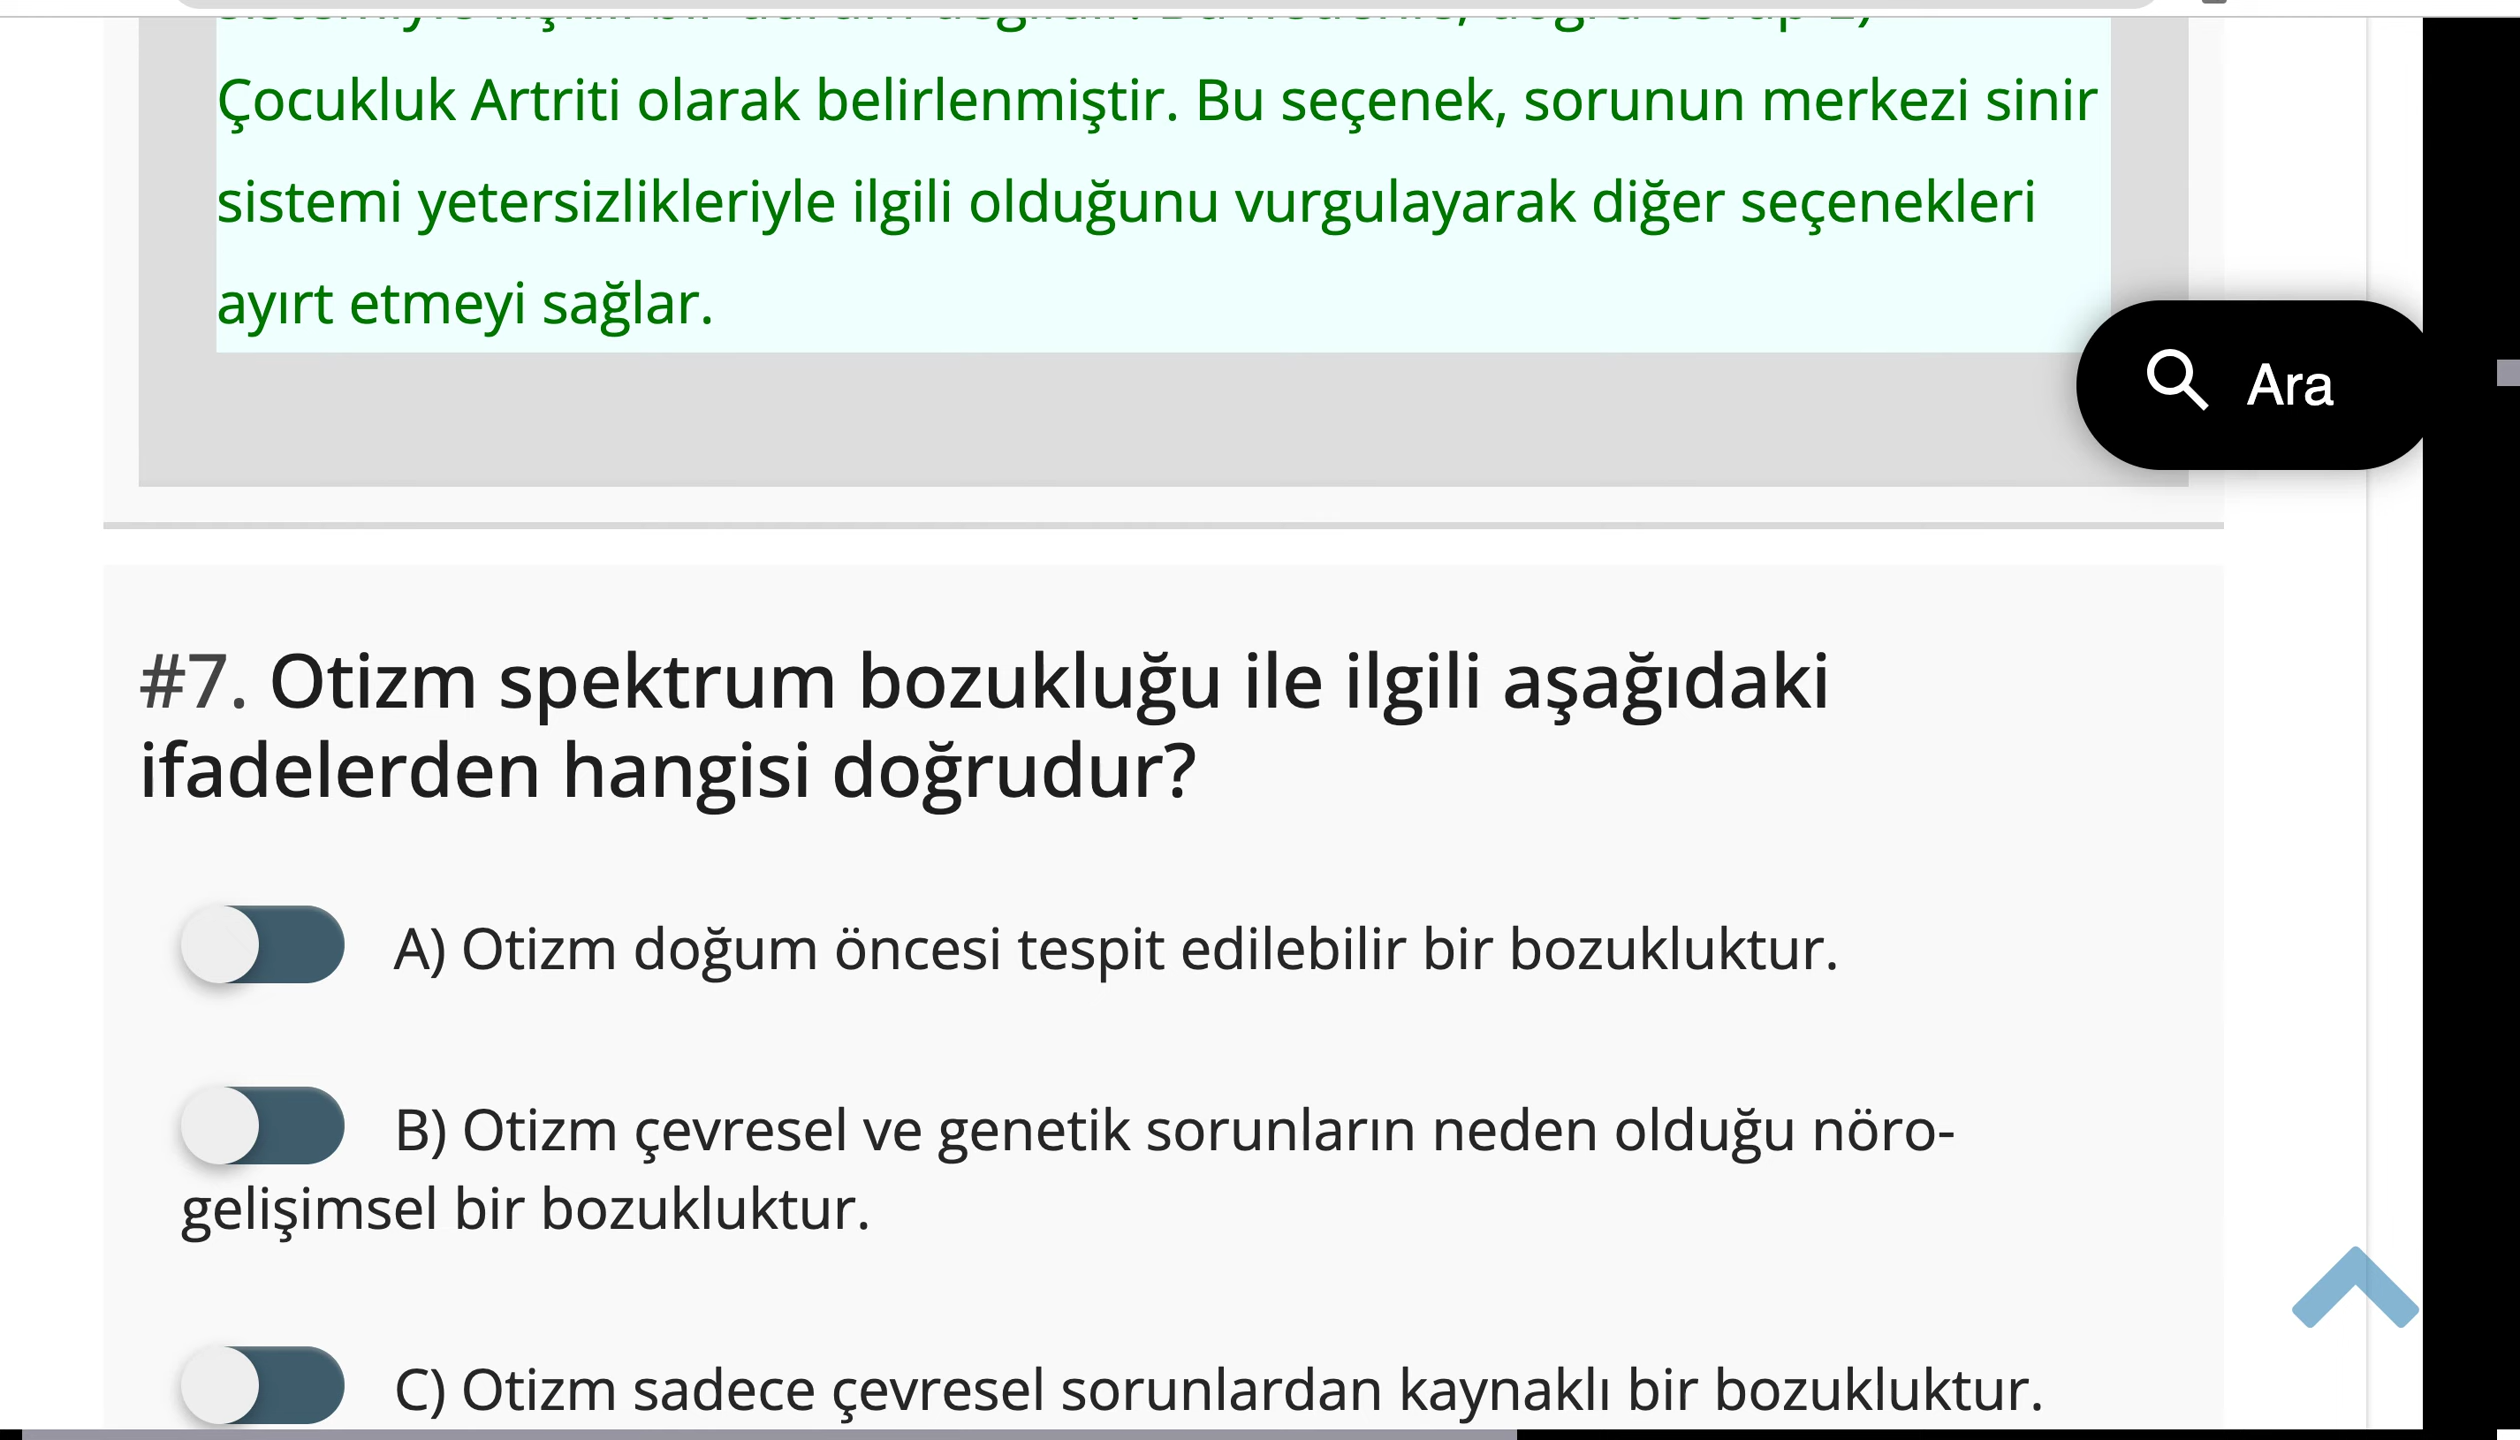 Çocukluk Artriti olarak belirlenmiştir. Bu seçenek, sorunun merkezi sinir
sistemi yetersizlikleriyle ilgili olduğunu vurgulayarak diğer seçenekleri
ayırt etmeyi sağlar.
Ara
#7. Otizm spektrum bozukluğu ile ilgili aşağıdaki
ifadelerden hangisi doğrudur?
A) Otizm doğum öncesi tespit edilebilir bir bozukluktur.
B) Otizm çevresel ve genetik sorunların neden olduğu nöro-
gelişimsel bir bozukluktur.
C) Otizm sadece çevresel sorunlardan kaynaklı bir bozukluktur.